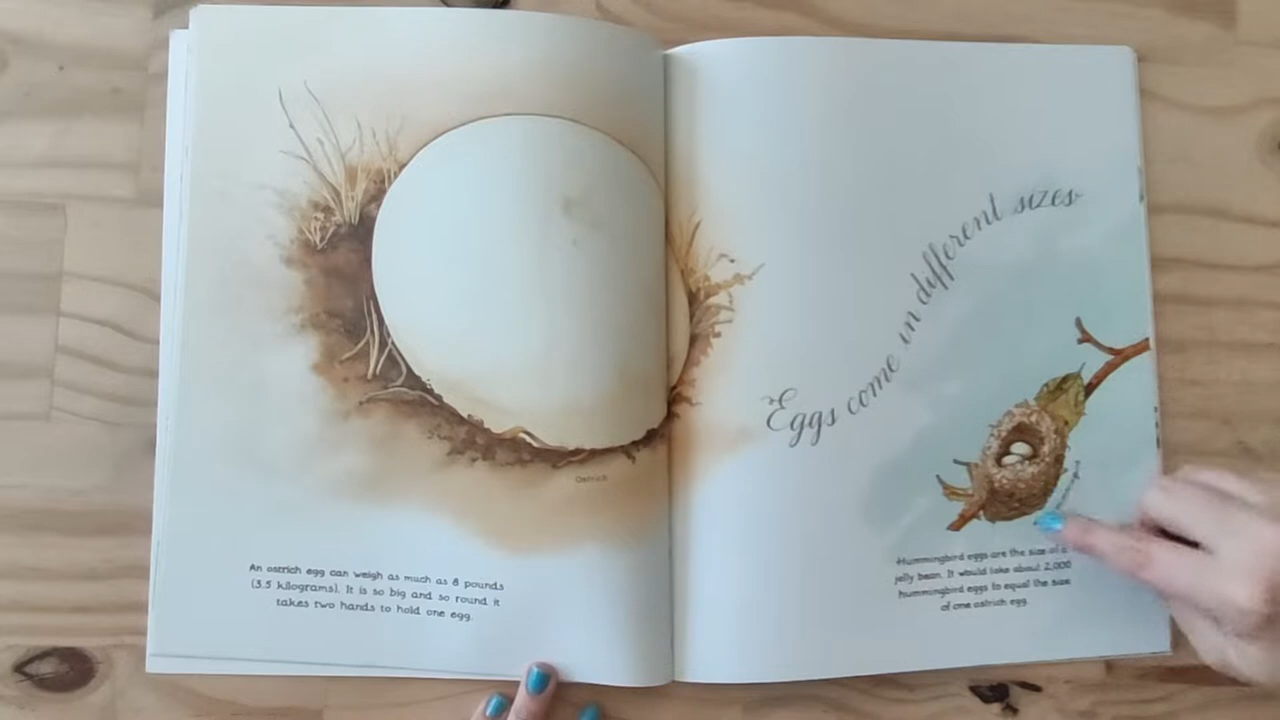 Ostrich
An ostrich egg can weigh as much as 8 pounds
(3.5 kilograms). It is so big and so round it
takes two hands to hold one egg.
Eggs come in different sizes
Hummingbird eggs are the size of a
jelly bean. It would take about 2,000
hummingbird eggs to equal the size
of one ostrich egg.